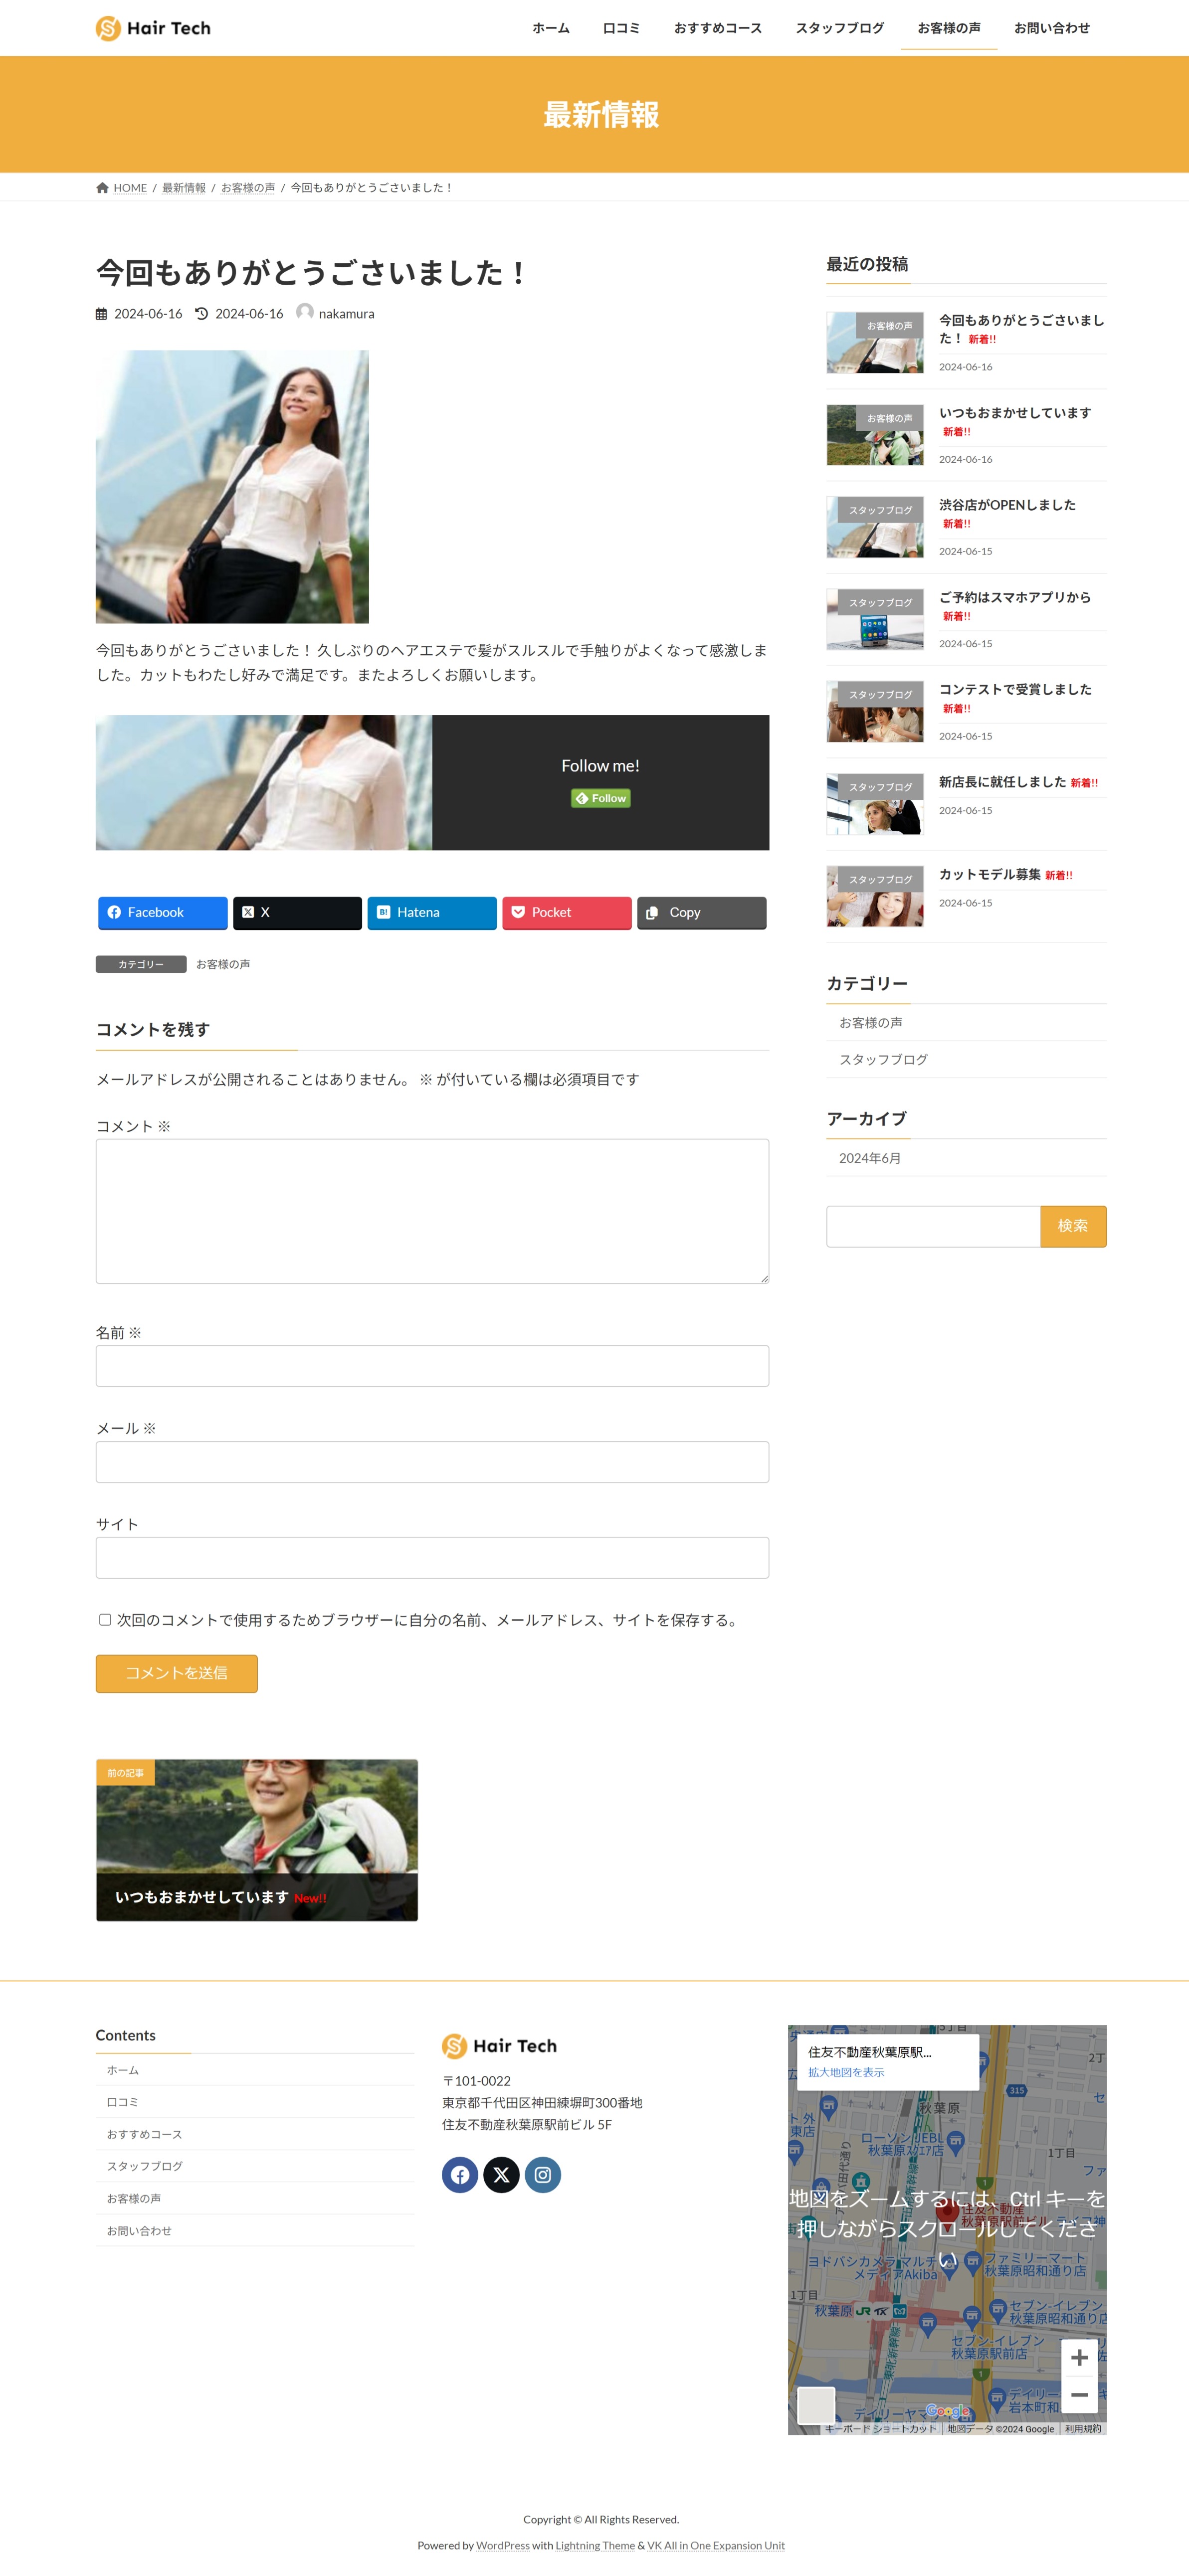 Hair Tech
ホーム
口コミ
おすすめコース
スタッフブログ
お客様の声
お問い合わせ
最新情報
HOME / 最新情報 / お客様の声 / 今回もありがとうごさいました！
今回もありがとうごさいました！
2024-06-16 2024-06-16 nakamura
今回もありがとうごさいました！ 久しぶりのヘアエステで髪がスルスルで手触りがよくなって感激しま
した。カットもわたし好みで満足です。またよろしくお願いします。
Follow me!
Follow
Facebook
X
Hatena
Pocket
Copy
カテゴリー
お客様の声
コメントを残す
メールアドレスが公開されることはありません。 ※ が付いている欄は必須項目です
コメント ※
名前 ※
メール ※
サイト
次回のコメントで使用するためブラウザーに自分の名前、メールアドレス、サイトを保存する。
コメントを送信
前の記事
いつもおまかせしています New!!
最近の投稿
お客様の声
今回もありがとうごさいまし
た！ 新着!!
2024-06-16
お客様の声
いつもおまかせしています
新着!!
2024-06-16
スタッフブログ
渋谷店がOPENしました
新着!!
2024-06-15
スタッフブログ
ご予約はスマホアプリから
新着!!
2024-06-15
スタッフブログ
コンテストで受賞しました
新着!!
2024-06-15
スタッフブログ
新店長に就任しました 新着!!
2024-06-15
スタッフブログ
カットモデル募集 新着!!
2024-06-15
カテゴリー
お客様の声
スタッフブログ
アーカイブ
2024年6月
検索
Contents
ホーム
口コミ
おすすめコース
スタッフブログ
お客様の声
お問い合わせ
Hair Tech
〒101-0022
東京都千代田区神田練塀町300番地
住友不動産秋葉原駅前ビル 5F
住友不動産秋葉原駅...
拡大地図を表示
315
秋葉原
ローソン JEBL
秋葉原ｽｸｴｱ店
1丁目
地図をズームするには、Ctrl キーを
押しながらスクロールしてくださ
い
住友不動産
秋葉原駅前ビル
ヨドバシカメラ マルチ
メディアAkiba
ファミリーマート
秋葉原昭和通り店
1丁目
秋葉原
JR
TX
セブン-イレブン
秋葉原昭和通り店
セブン-イレブン
秋葉原駅前店
東北新幹線
Google
キーボード ショートカット
地図データ ©2024 Google
利用規約
Copyright © All Rights Reserved.
Powered by WordPress with Lightning Theme & VK All in One Expansion Unit